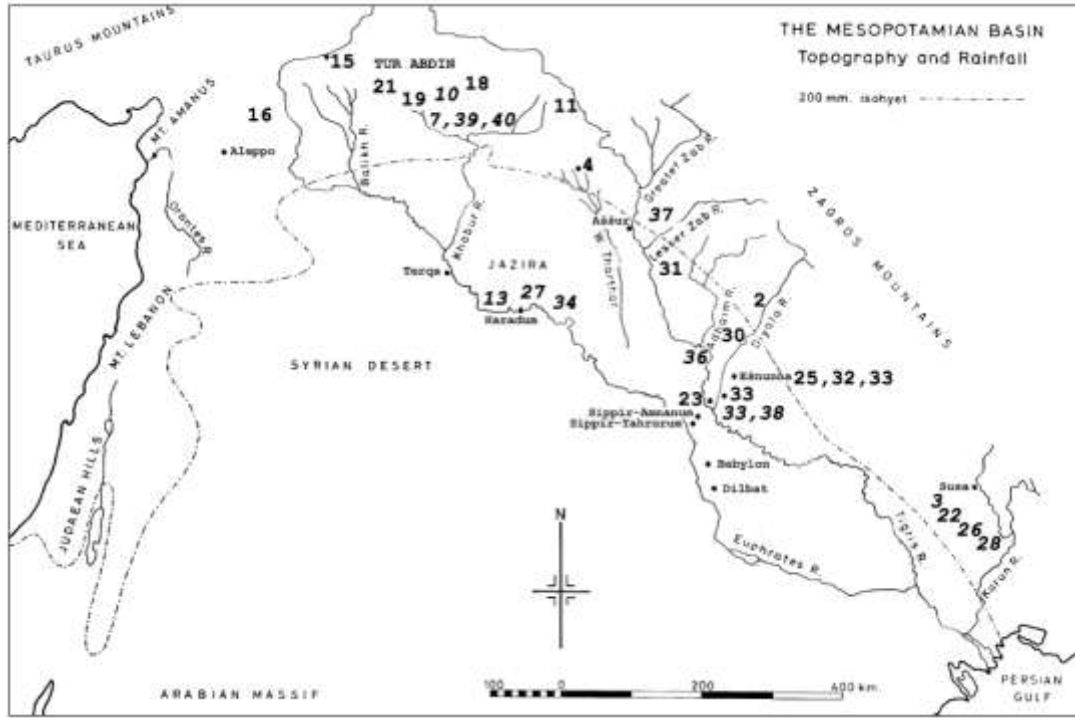 THE MESOPOTAMIAN BASIN
Topography and Rainfall
200 mm. isohyet
TAURUS MOUNTAINS
MT. AMANUS
15
TUR ABDIN
21
19
10
18
7, 39, 40
11
16
Aleppo
Balikh R.
4
Greater Zab R.
ZAGROS MOUNTAINS
MEDITERRANEAN
SEA
Orontes R.
Khabur R.
37
Aššur
Lesser Zab R.
W. Tharthar
31
JAZIRA
Terqa
13
27
34
Haradum
2
Diyala R.
Adhaim R.
30
MT. LEBANON
SYRIAN DESERT
36
Ešnunna
25, 32, 33
23
33
33, 38
Sippir-Amnanum
Sippir-Yahrurum
Babylon
Dilbat
Susa
3
22
26
28
JUDAEAN HILLS
N
Euphrates R.
Tigris R.
Karun R.
ARABIAN MASSIF
100 0 200 400 km.
PERSIAN
GULF